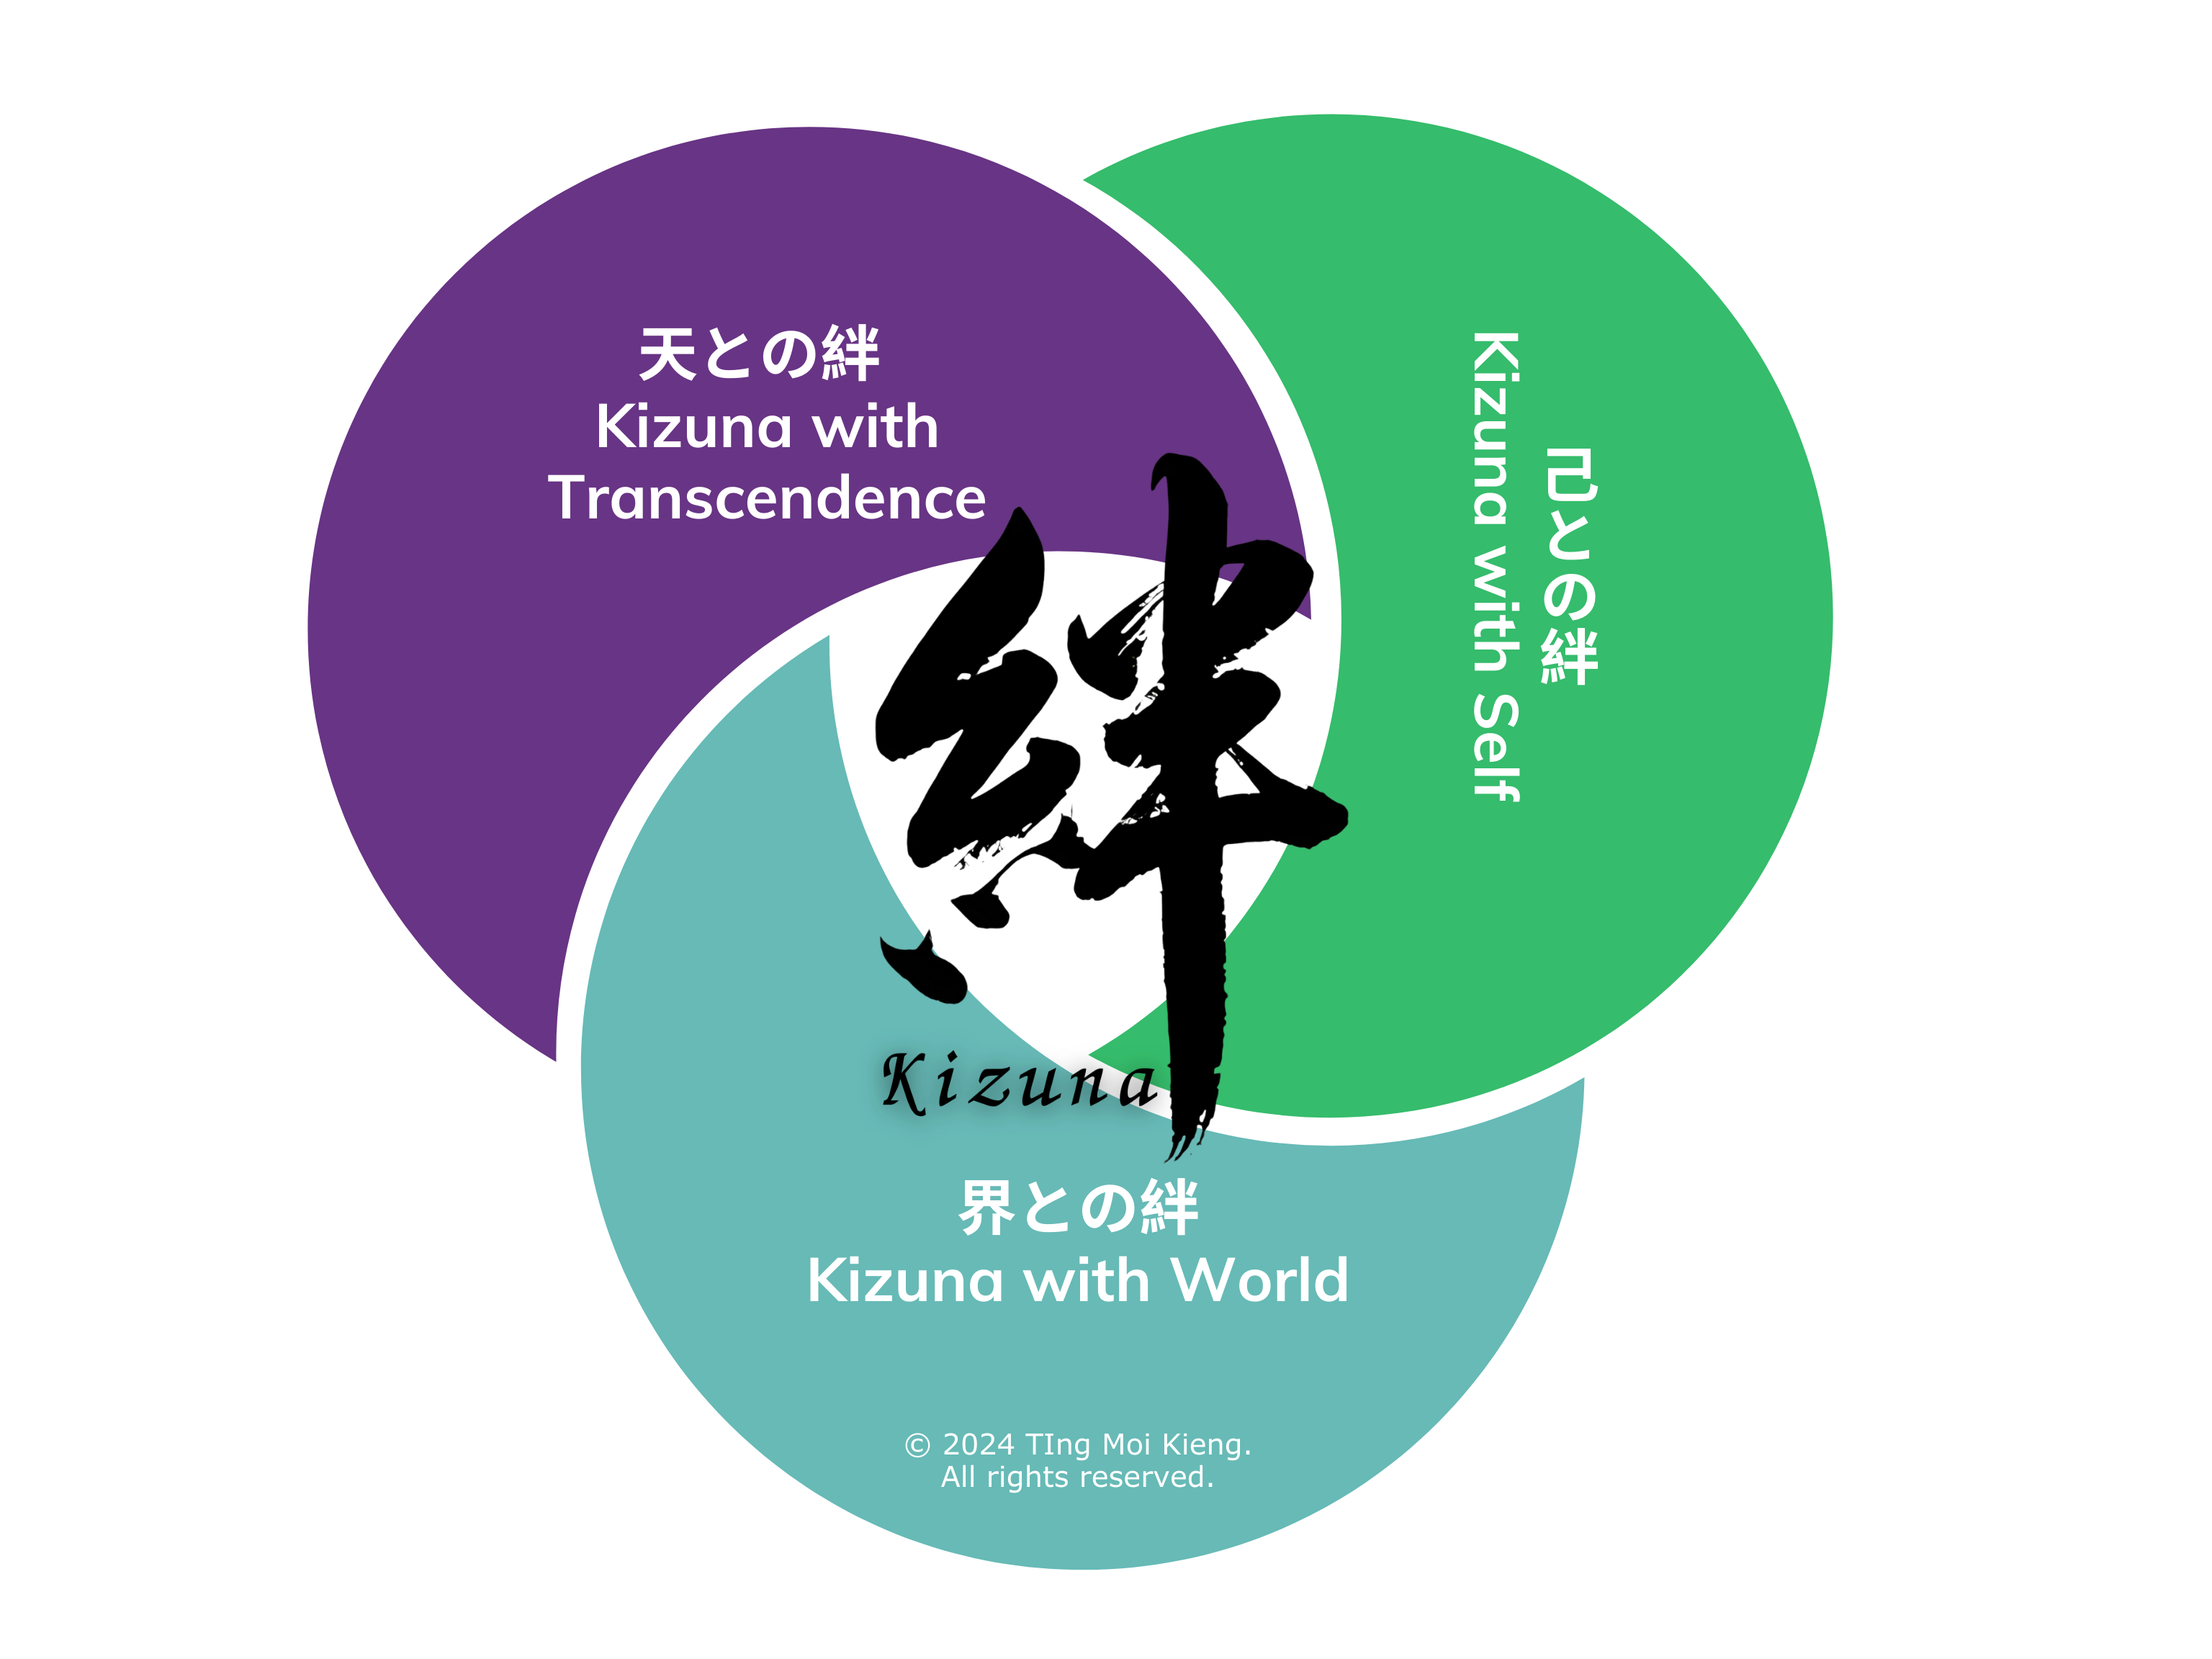 天との絆
Kizuna with
Transcendence
己との絆
Kizuna with Self
絆
Kizuna
界との絆
Kizuna with World
© 2024 TIng Moi Kieng.
All rights reserved.